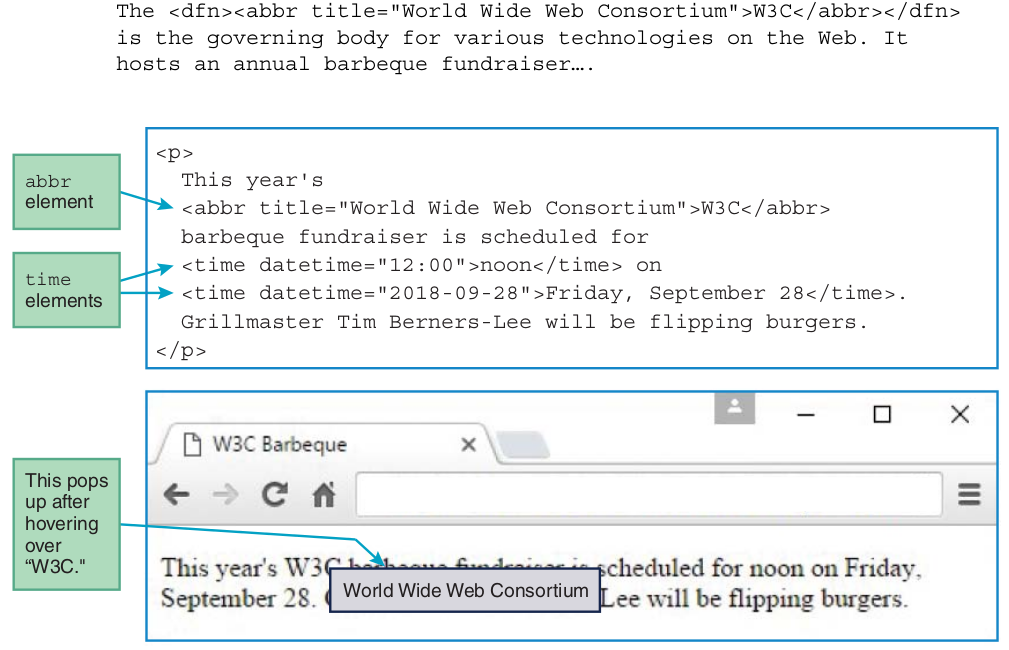 The <dfn><abbr title="World Wide Web Consortium">W3C</abbr></dfn>
is the governing body for various technologies on the Web. It
hosts an annual barbeque fundraiser….
abbr
element
time
elements
<p>
This year's
<abbr title="World Wide Web Consortium">W3C</abbr>
barbeque fundraiser is scheduled for
<time datetime="12:00">noon</time> on
<time datetime="2018-09-28">Friday, September 28</time>.
Grillmaster Tim Berners-Lee will be flipping burgers.
</p>
W3C Barbeque
This pops
up after
hovering
over
“W3C."
This year's W3C barbeque fundraiser is scheduled for noon on Friday,
September 28. Lee will be flipping burgers.
World Wide Web Consortium